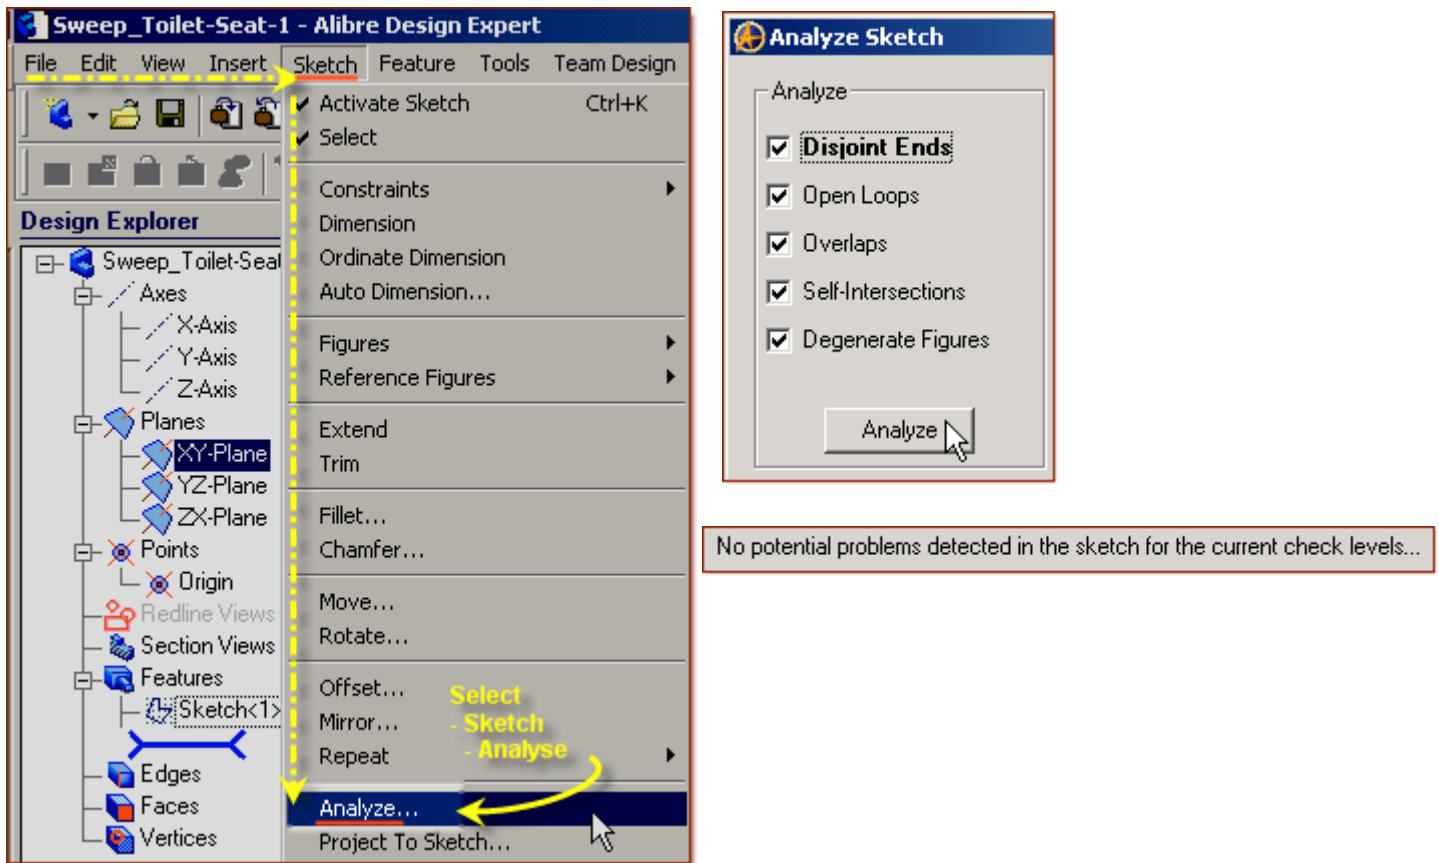 Sweep_Toilet-Seat-1 - Alibre Design Expert
File Edit View Insert Sketch Feature Tools Team Design
Activate Sketch Ctrl+K
Select
Constraints
Dimension
Ordinate Dimension
Auto Dimension...
Figures
Reference Figures
Extend
Trim
Fillet...
Chamfer...
Move...
Rotate...
Offset...
Mirror...
Repeat
Analyze...
Project To Sketch...
Select
- Sketch
- Analyse
Design Explorer
Sweep_Toilet-Seat
Axes
X-Axis
Y-Axis
Z-Axis
Planes
XY-Plane
YZ-Plane
ZX-Plane
Points
Origin
Redline Views
Section Views
Features
Sketch<1>
Edges
Faces
Vertices
Analyze Sketch
Analyze
Disjoint Ends
Open Loops
Overlaps
Self-Intersections
Degenerate Figures
Analyze
No potential problems detected in the sketch for the current check levels...